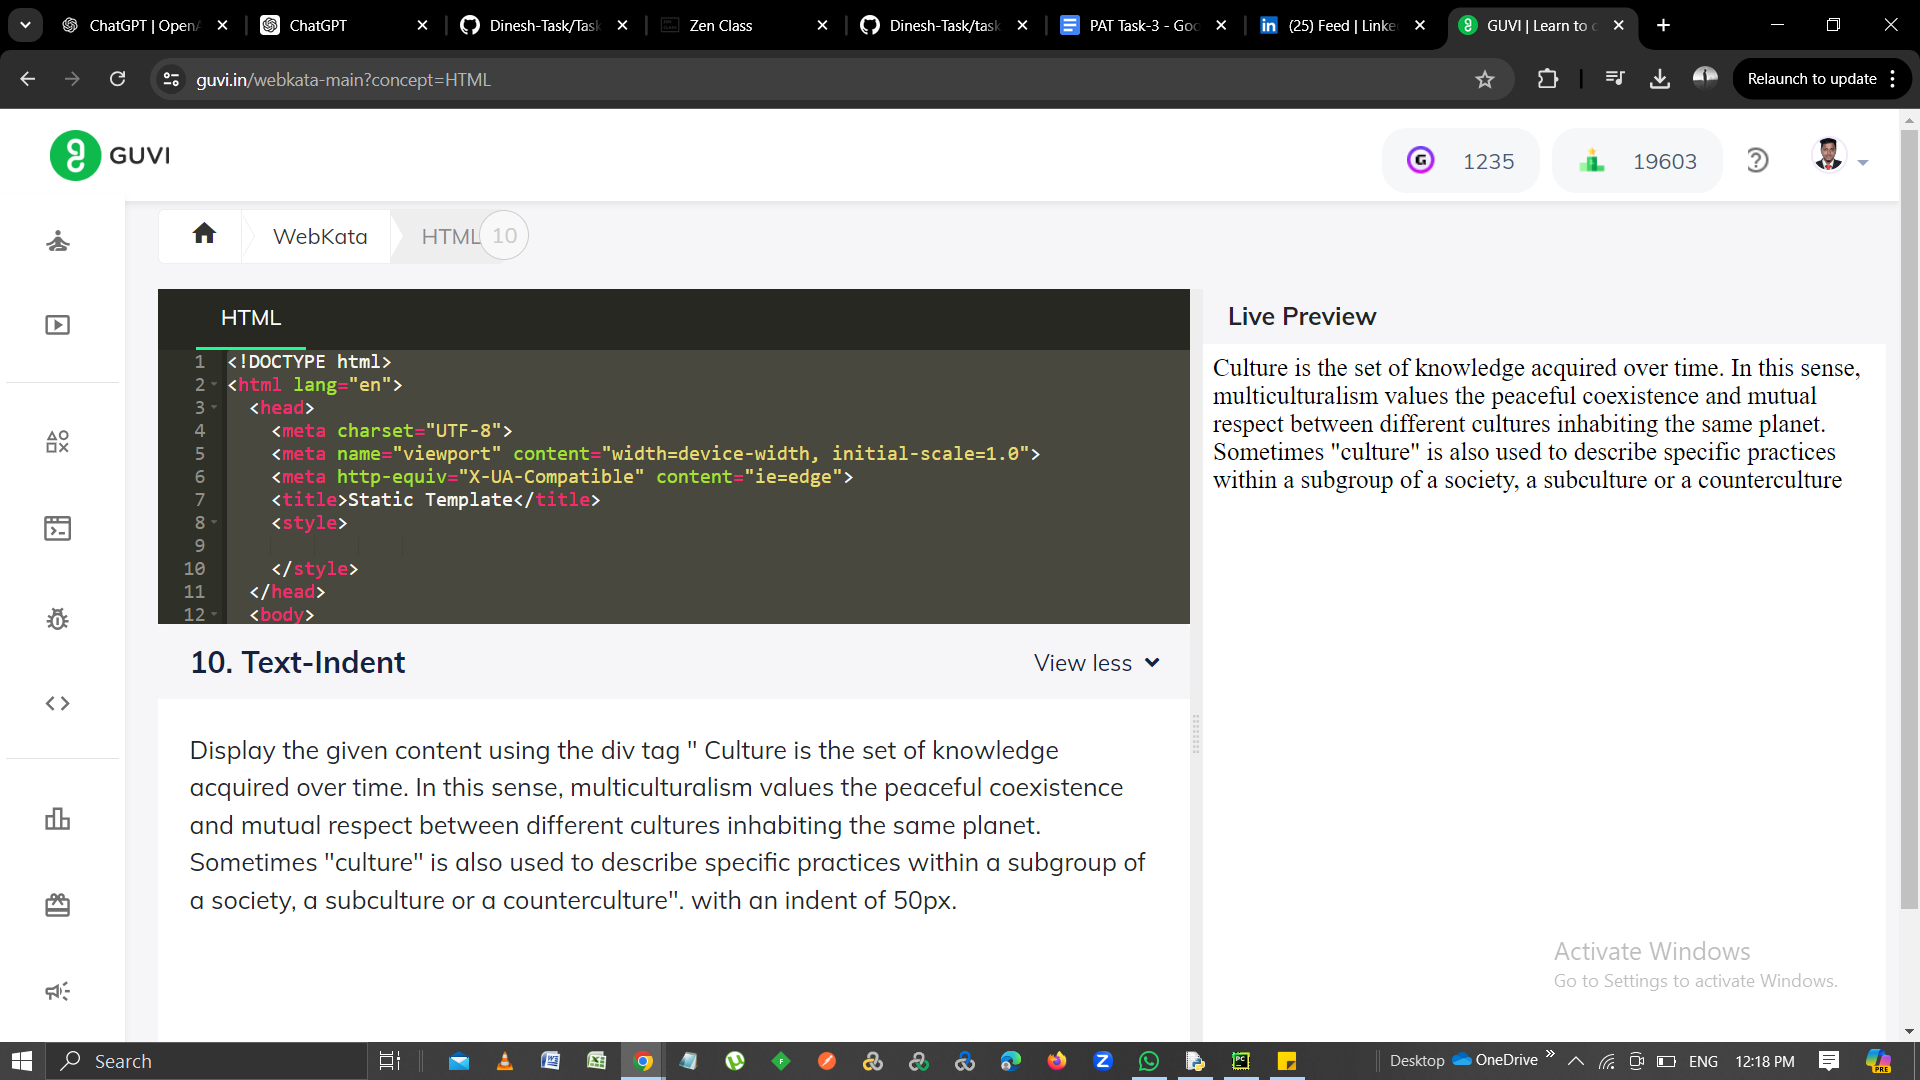 ChatGPT | OpenA
ChatGPT
Dinesh-Task/Task
Zen Class
Dinesh-Task/task
PAT Task-3 - Goo
(25) Feed | Linke
GUVI | Learn to c
guvi.in/webkata-main?concept=HTML
Relaunch to update
GUVI
1235
19603
WebKata
HTML
10
HTML
Live Preview
1 <!DOCTYPE html>
2 <html lang="en">
3 <head>
4 <meta charset="UTF-8">
5 <meta name="viewport" content="width=device-width, initial-scale=1.0">
6 <meta http-equiv="X-UA-Compatible" content="ie=edge">
7 <title>Static Template</title>
8 <style>
9
10 </style>
11 </head>
12 <body>
Culture is the set of knowledge acquired over time. In this sense,
multiculturalism values the peaceful coexistence and mutual
respect between different cultures inhabiting the same planet.
Sometimes "culture" is also used to describe specific practices
within a subgroup of a society, a subculture or a counterculture
10. Text-Indent
View less
Display the given content using the div tag " Culture is the set of knowledge
acquired over time. In this sense, multiculturalism values the peaceful coexistence
and mutual respect between different cultures inhabiting the same planet.
Sometimes "culture" is also used to describe specific practices within a subgroup of
a society, a subculture or a counterculture". with an indent of 50px.
Activate Windows
Go to Settings to activate Windows.
Search
Desktop
OneDrive
ENG
12:18 PM
PRE